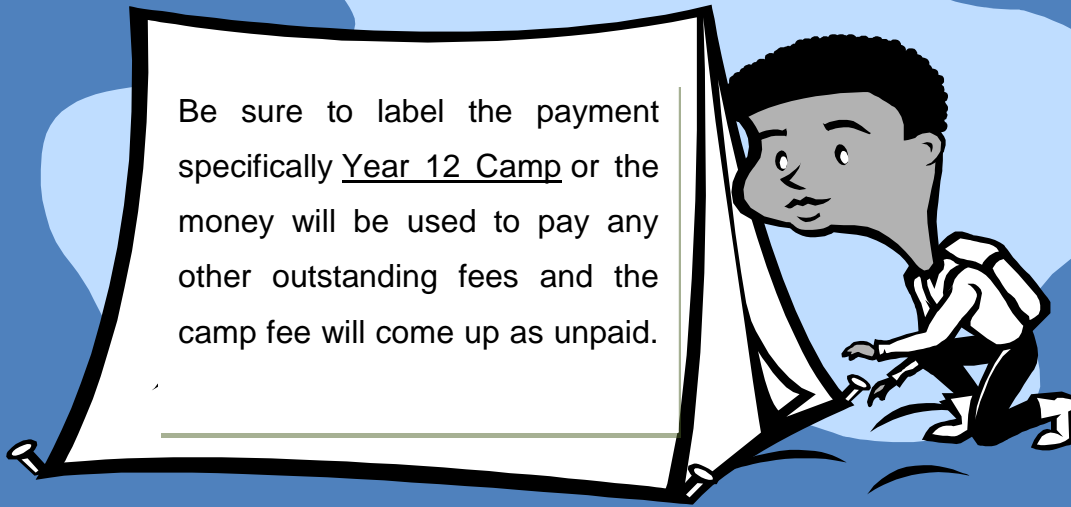 Be sure to label the payment
specifically Year 12 Camp or the
money will be used to pay any
other outstanding fees and the
camp fee will come up as unpaid.